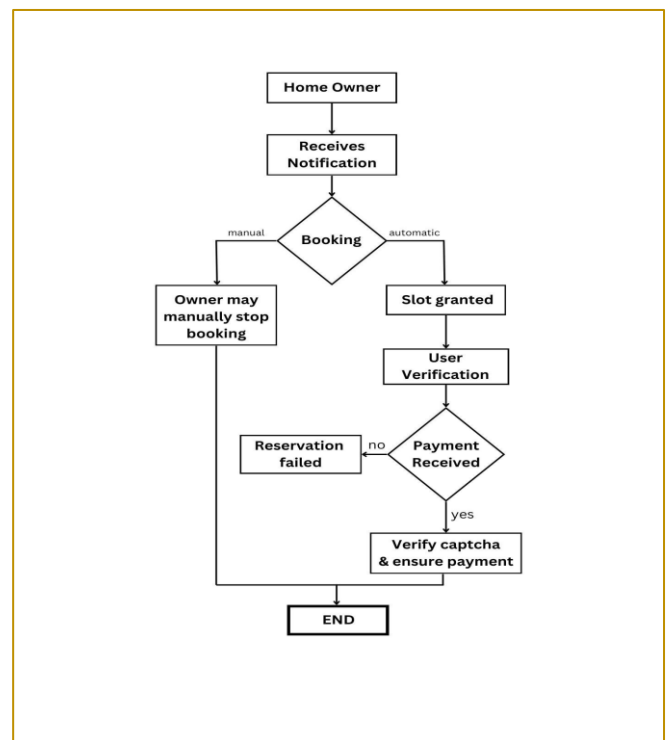 Home Owner
Receives
Notification
manual
Booking
automatic
Owner may
manually stop
booking
Slot granted
User
Verification
Reservation
failed
no
Payment
Received
yes
Verify captcha
& ensure payment
END